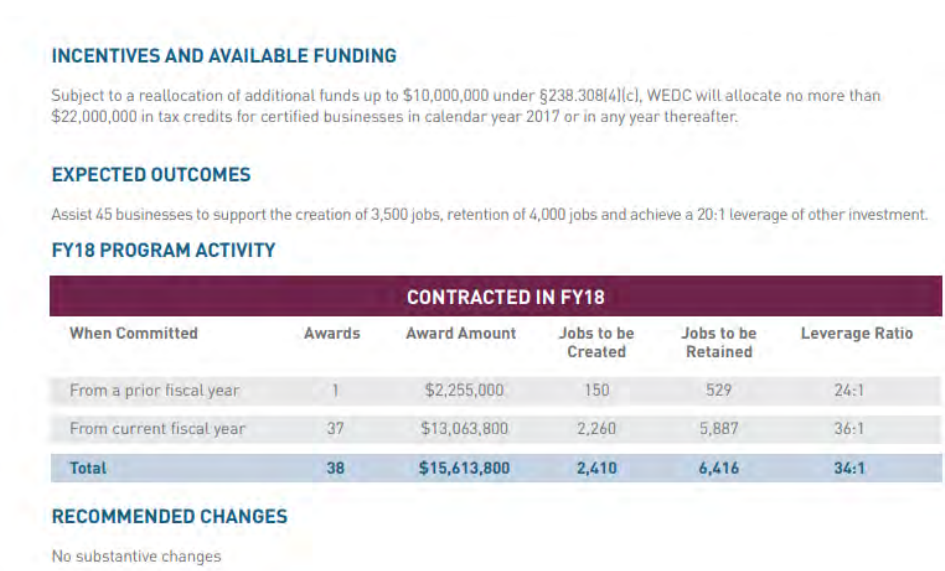 INCENTIVES AND AVAILABLE FUNDING
Subject to a reallocation of additional funds up to $10,000,000 under §238.308(4)(c), WEDC will allocate no more than
$22,000,000 in tax credits for certified businesses in calendar year 2017 or in any year thereafter.
EXPECTED OUTCOMES
Assist 45 businesses to support the creation of 3,500 jobs, retention of 4,000 jobs and achieve a 20:1 leverage of other investment.
FY18 PROGRAM ACTIVITY
CONTRACTED IN FY18
When Committed Awards Award Amount Jobs to be Created Jobs to be Retained Leverage Ratio
From a prior fiscal year 1 $2,255,000 150 529 24:1
From current fiscal year 37 $13,063,800 2,260 5,887 36:1
Total 38 $15,613,800 2,410 6,416 34:1
RECOMMENDED CHANGES
No substantive changes